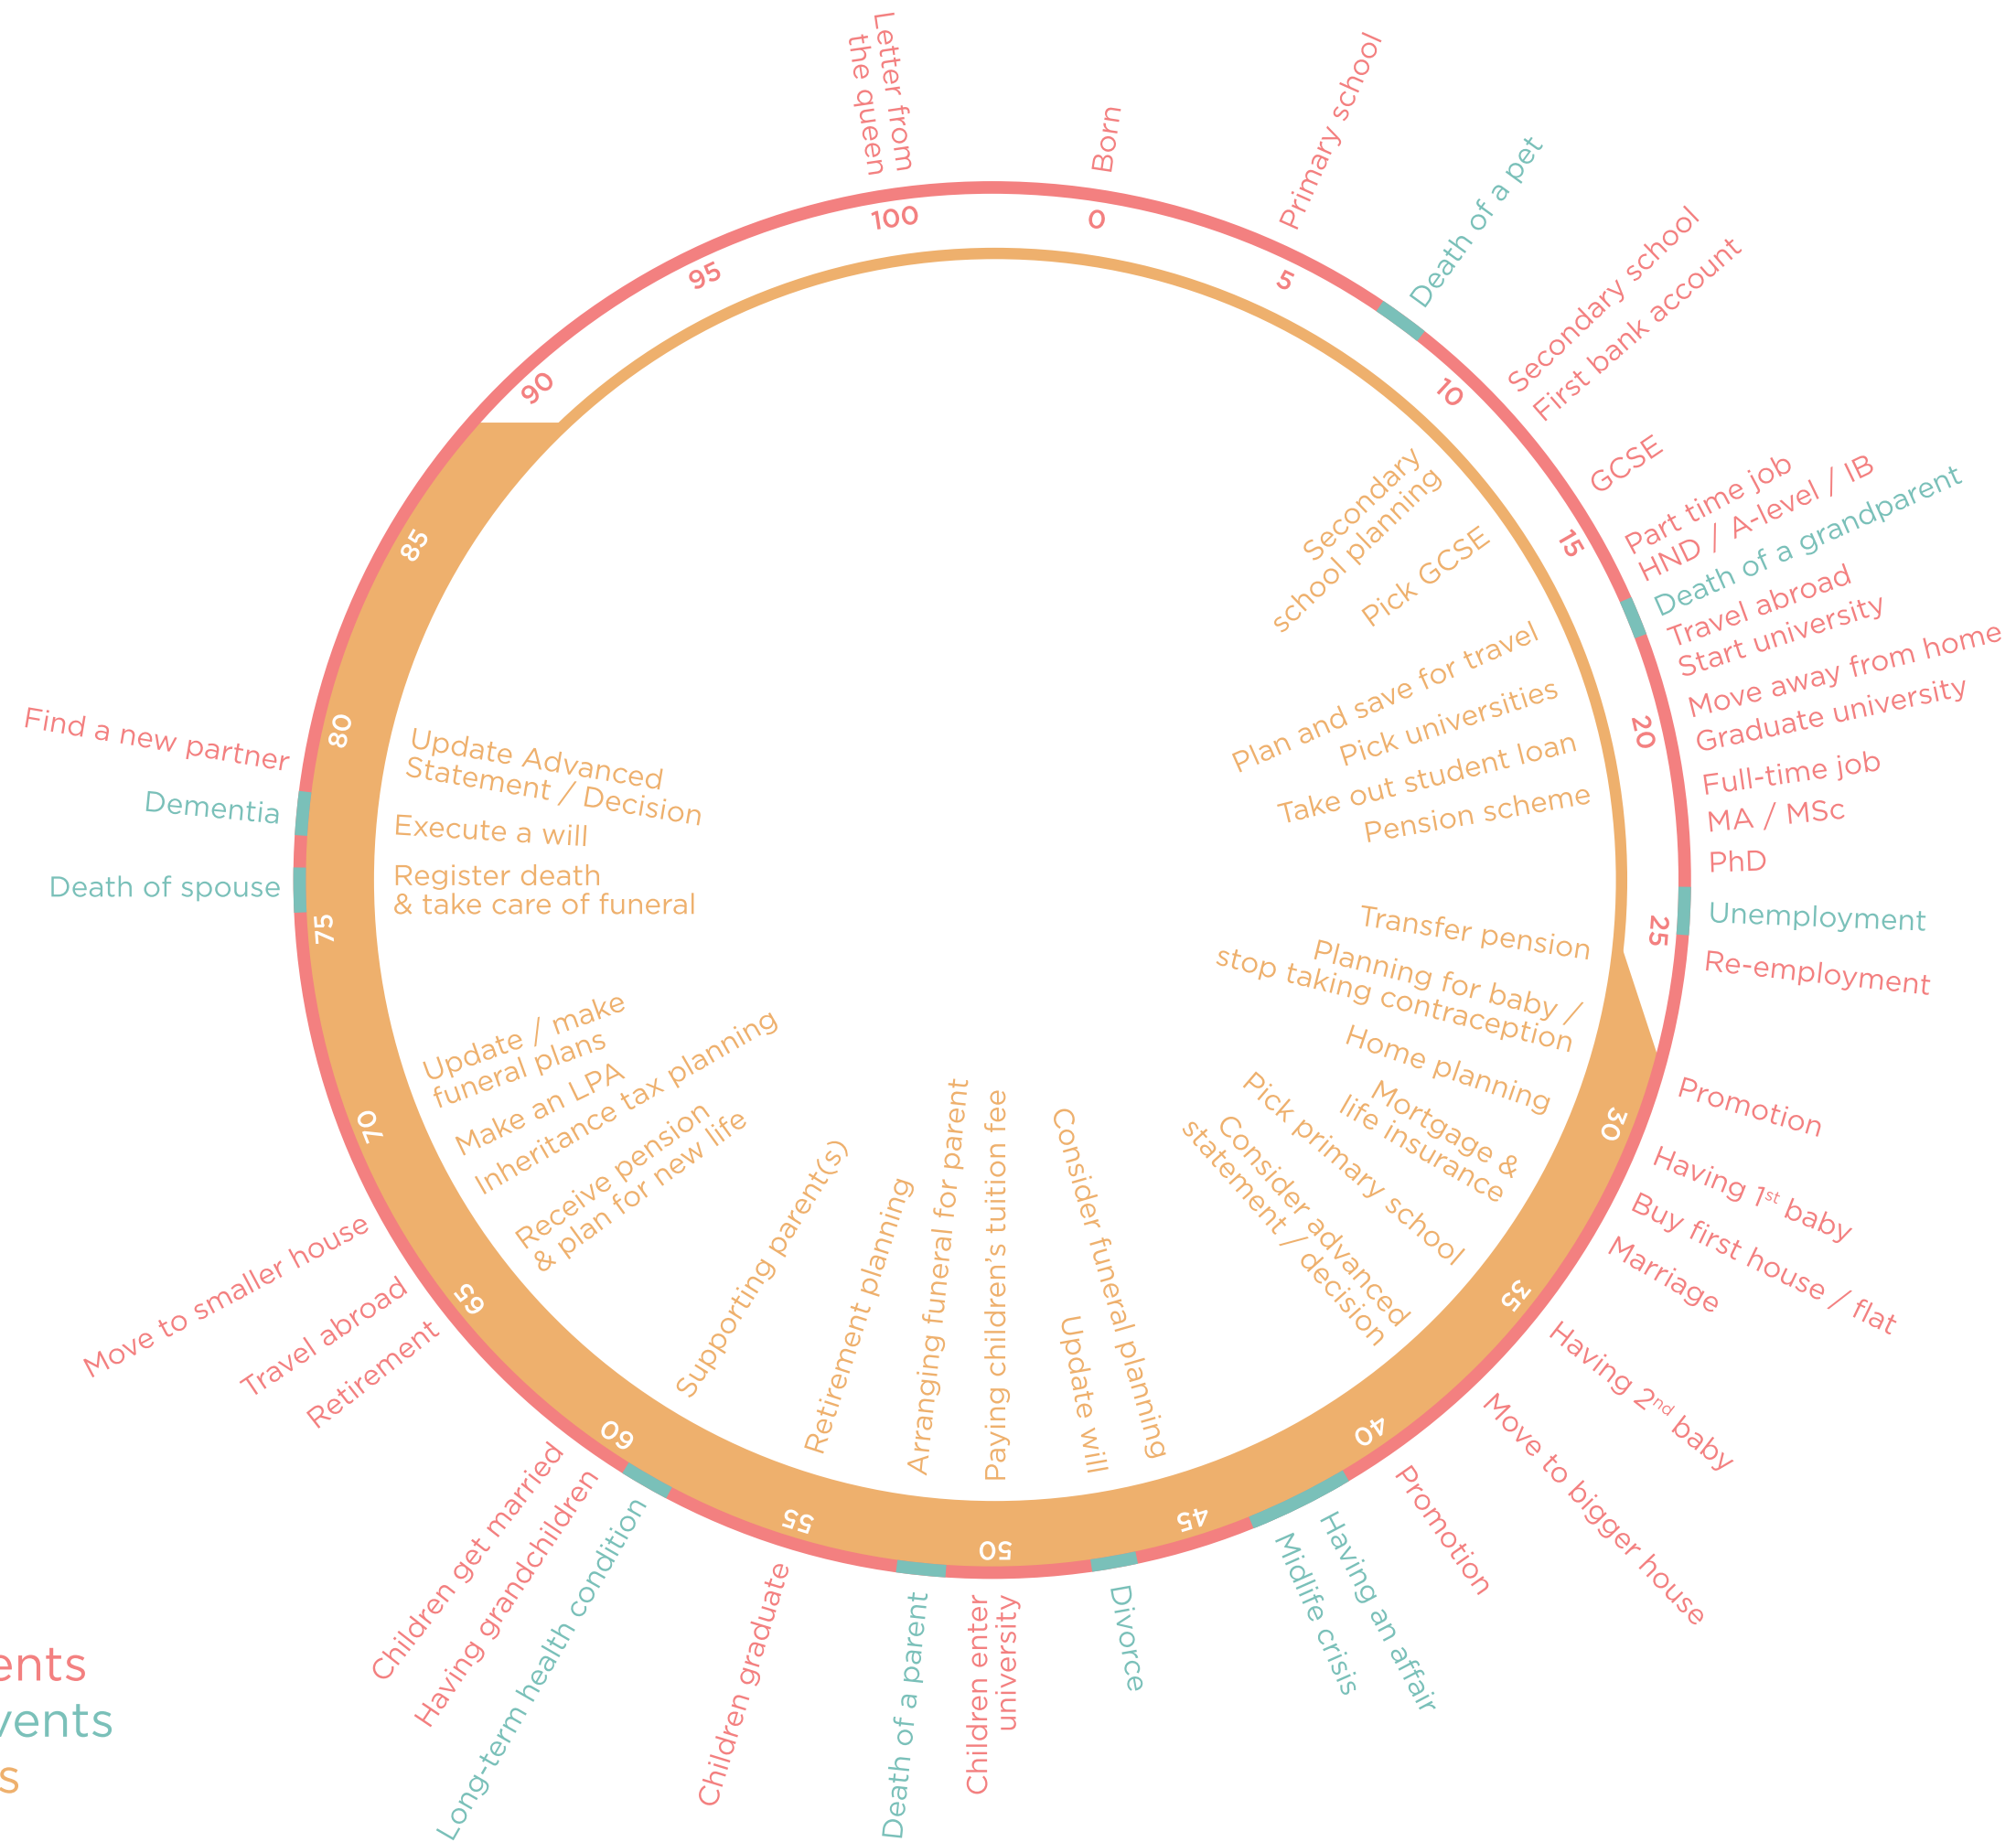 Letter from
the queen
Born
Primary school
Death of a pet
Secondary school
First bank account
GCSE
Part time job
HND / A-level / IB
Death of a grandparent
Travel abroad
Start university
Move away from home
Graduate university
Full-time job
MA / MSc
PhD
Unemployment
Re-employment
Promotion
Having 1st baby
Buy first house / flat
Marriage
Having 2nd baby
Move to bigger house
Promotion
Having an affair
Midlife crisis
Divorce
Children enter
university
Death of a parent
Children graduate
Long-term health condition
Having grandchildren
Children get married
Retirement
Travel abroad
Move to smaller house
Death of spouse
Dementia
Find a new partner
0
5
10
15
20
25
30
35
40
45
50
55
60
65
70
75
80
85
90
95
100
Secondary
school planning
Pick GCSE
Plan and save for travel
Pick universities
Take out student loan
Pension scheme
Transfer pension
Planning for baby /
stop taking contraception
Home planning
Mortgage &
life insurance
Pick primary school
Consider advanced
statement / decision
Consider funeral planning
Update will
Paying children's tuition fee
Arranging funeral for parent
Retirement planning
Supporting parent(s)
Receive pension
& plan for new life
Inheritance tax planning
Make an LPA
Update / make
funeral plans
Register death
& take care of funeral
Execute a will
Update Advanced
Statement / Decision
ents
vents
s